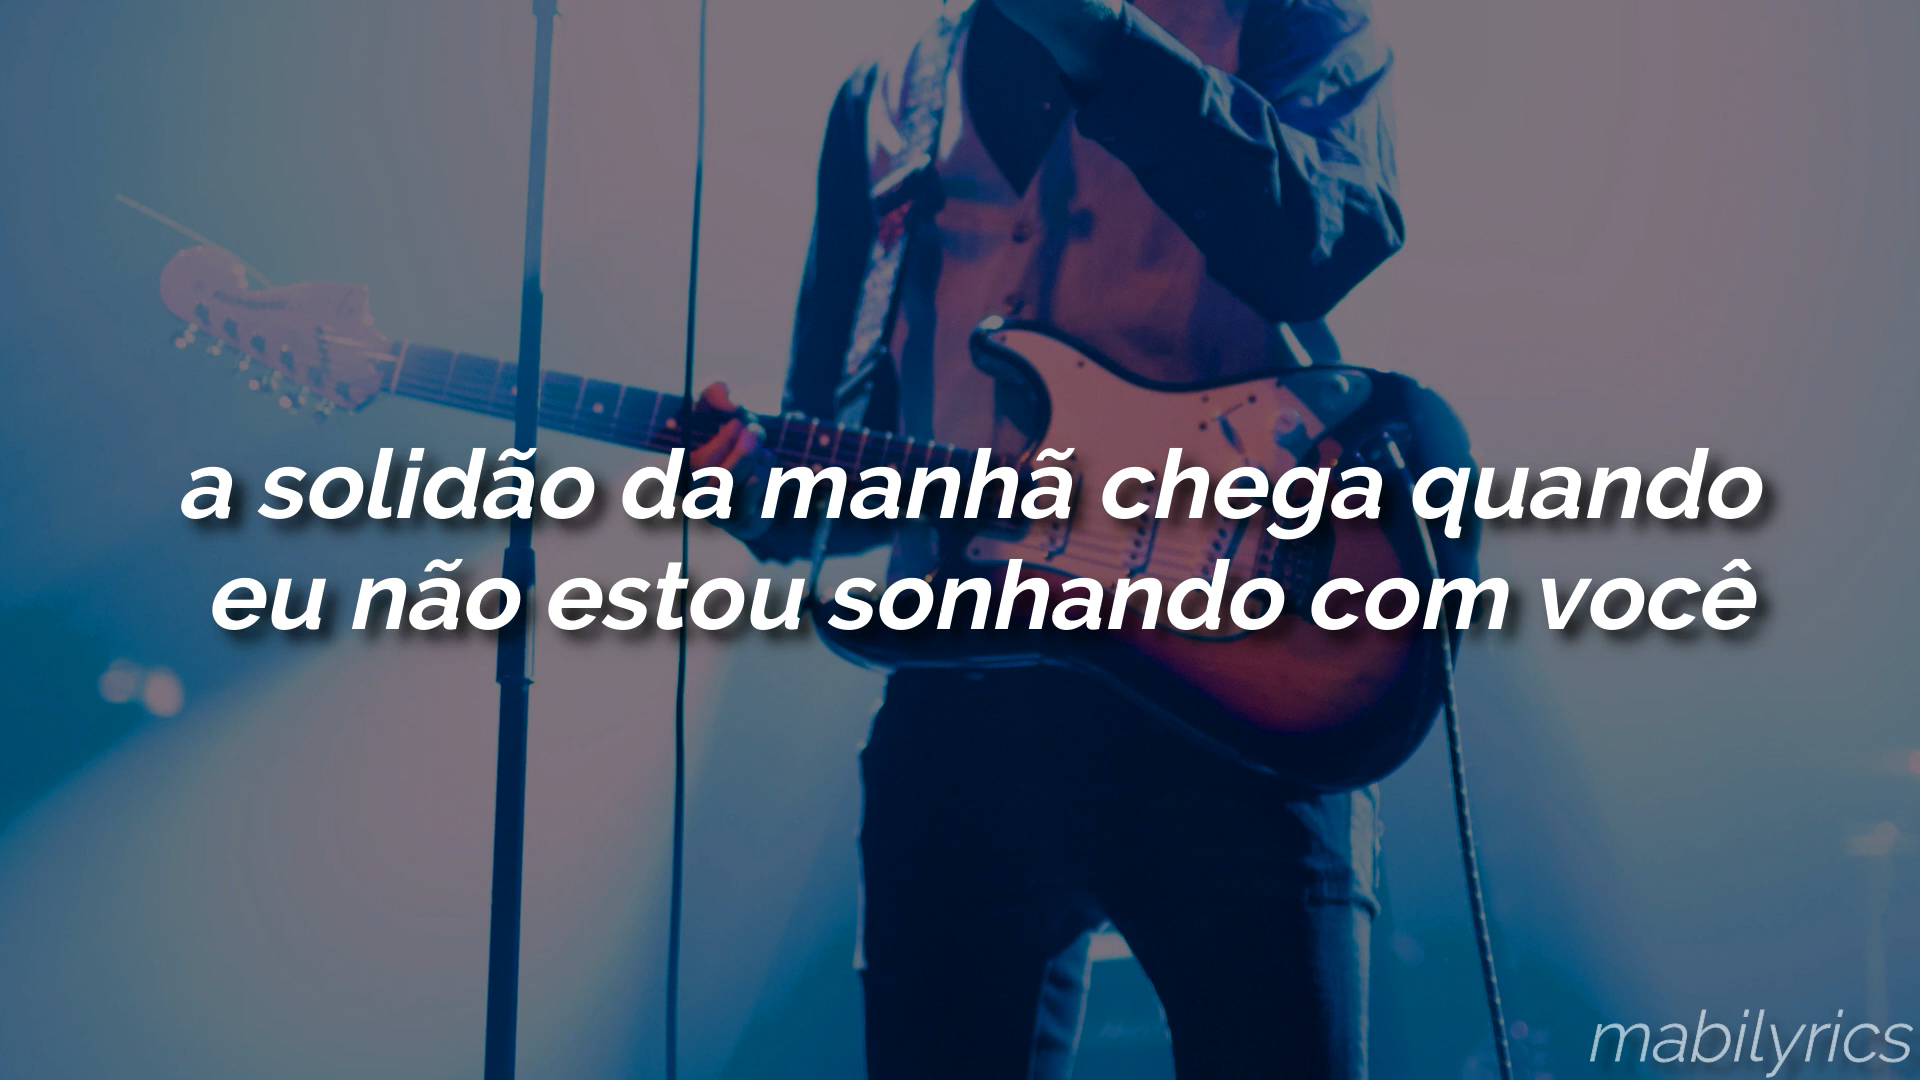 a solidão da manhã chega quando
eu não estou sonhando com você
mabilyrics